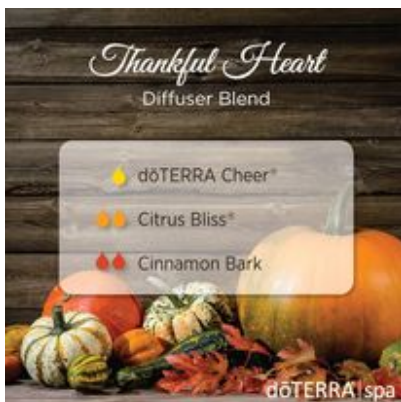 Thankful Heart
Diffuser Blend
dōTERRA Cheer®
Citrus Bliss®
Cinnamon Bark
dōTERRA|spa